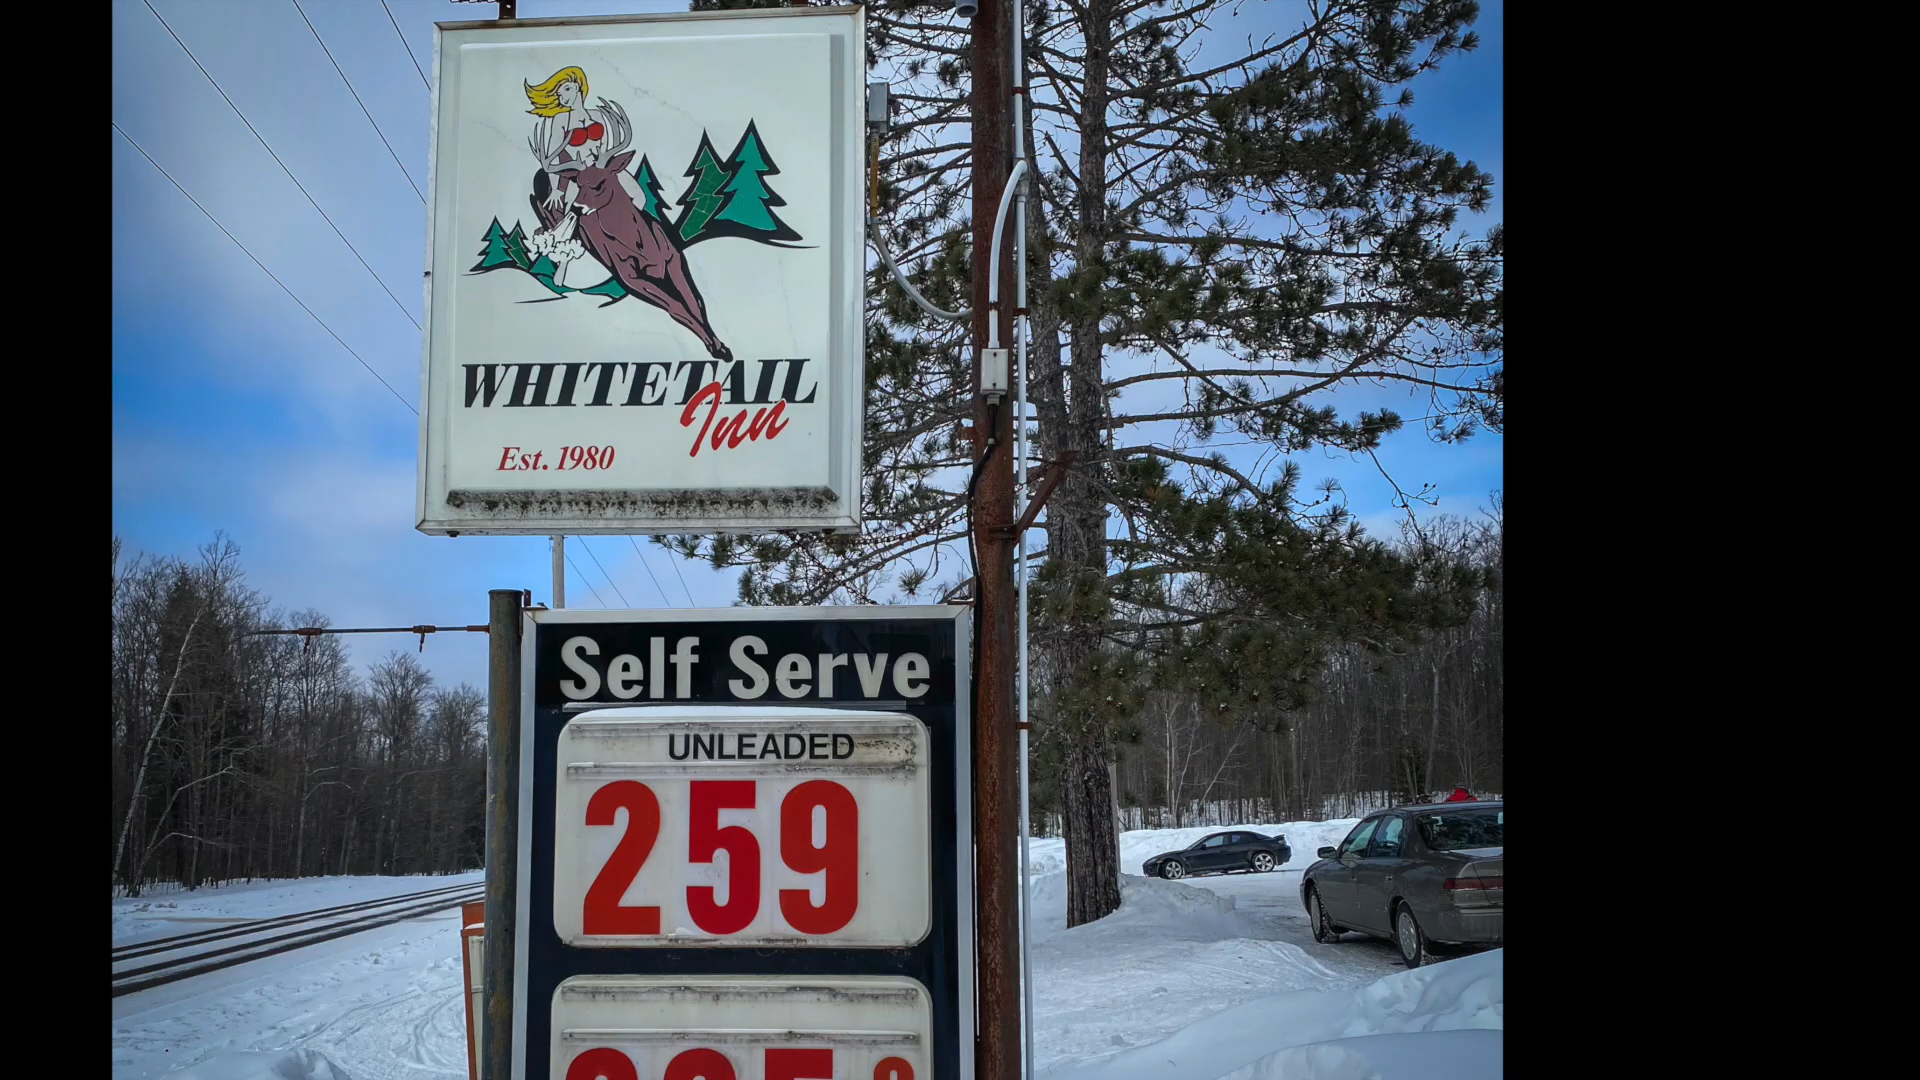 WHITETAIL
Inn
Est. 1980
Self Serve
UNLEADED
259